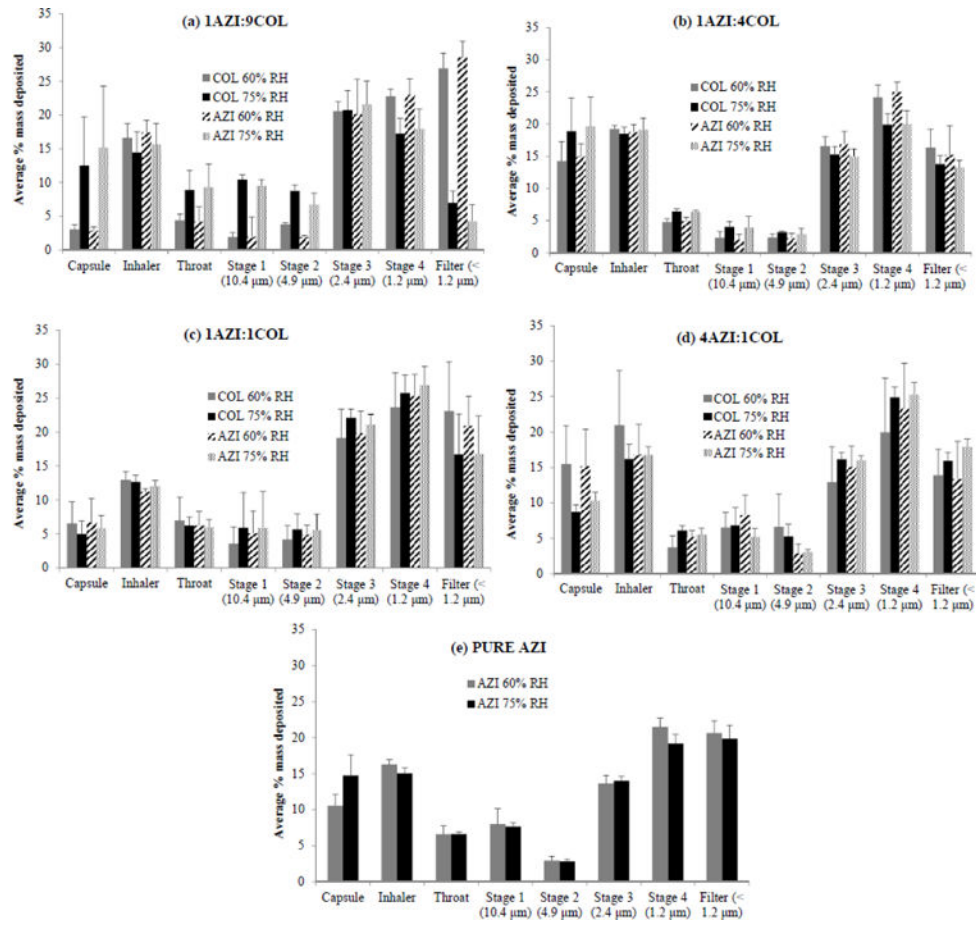 (a) 1AZI:9COL
Average % mass deposited
35
30
25
20
15
10
5
0
COL 60% RH
COL 75% RH
AZI 60% RH
AZI 75% RH
Capsule Inhaler Throat Stage 1 Stage 2 Stage 3 Stage 4 Filter (<
(10.4 μm) (4.9 μm) (2.4 μm) (1.2 μm) 1.2 μm)
(b) 1AZI:4COL
Average % mass deposited
35
30
25
20
15
10
5
0
COL 60% RH
COL 75% RH
AZI 60% RH
AZI 75% RH
Capsule Inhaler Throat Stage 1 Stage 2 Stage 3 Stage 4 Filter (<
(10.4 μm) (4.9 μm) (2.4 μm) (1.2 μm) 1.2 μm)
(c) 1AZI:1COL
Average % mass deposited
35
30
25
20
15
10
5
0
COL 60% RH
COL 75% RH
AZI 60% RH
AZI 75% RH
Capsule Inhaler Throat Stage 1 Stage 2 Stage 3 Stage 4 Filter (<
(10.4 μm) (4.9 μm) (2.4 μm) (1.2 μm) 1.2 μm)
(d) 4AZI:1COL
Average % mass deposited
35
30
25
20
15
10
5
0
COL 60% RH
COL 75% RH
AZI 60% RH
AZI 75% RH
Capsule Inhaler Throat Stage 1 Stage 2 Stage 3 Stage 4 Filter (<
(10.4 μm) (4.9 μm) (2.4 μm) (1.2 μm) 1.2 μm)
(e) PURE AZI
Average % mass deposited
35
30
25
20
15
10
5
0
AZI 60% RH
AZI 75% RH
Capsule Inhaler Throat Stage 1 Stage 2 Stage 3 Stage 4 Filter (<
(10.4 μm) (4.9 μm) (2.4 μm) (1.2 μm) 1.2 μm)